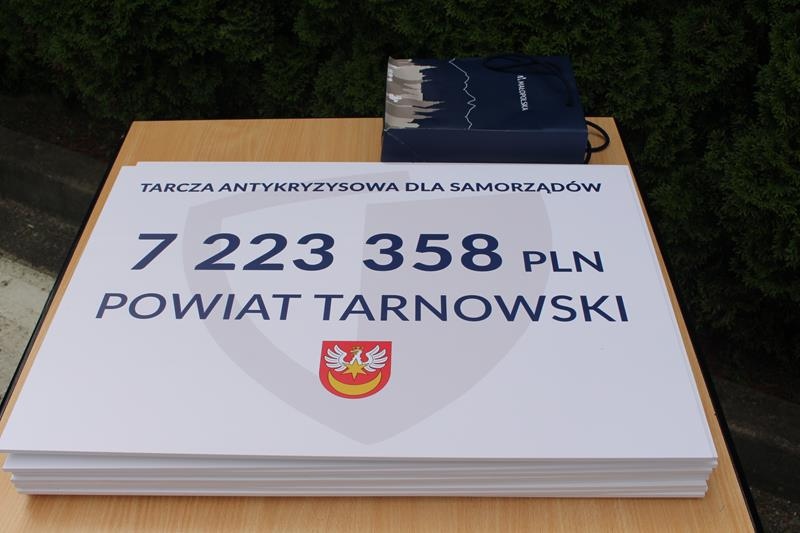 MAŁOPOLSKA
TARCZA ANTYKRYZYSOWA DLA SAMORZĄDÓW
7 223 358 PLN
POWIAT TARNOWSKI